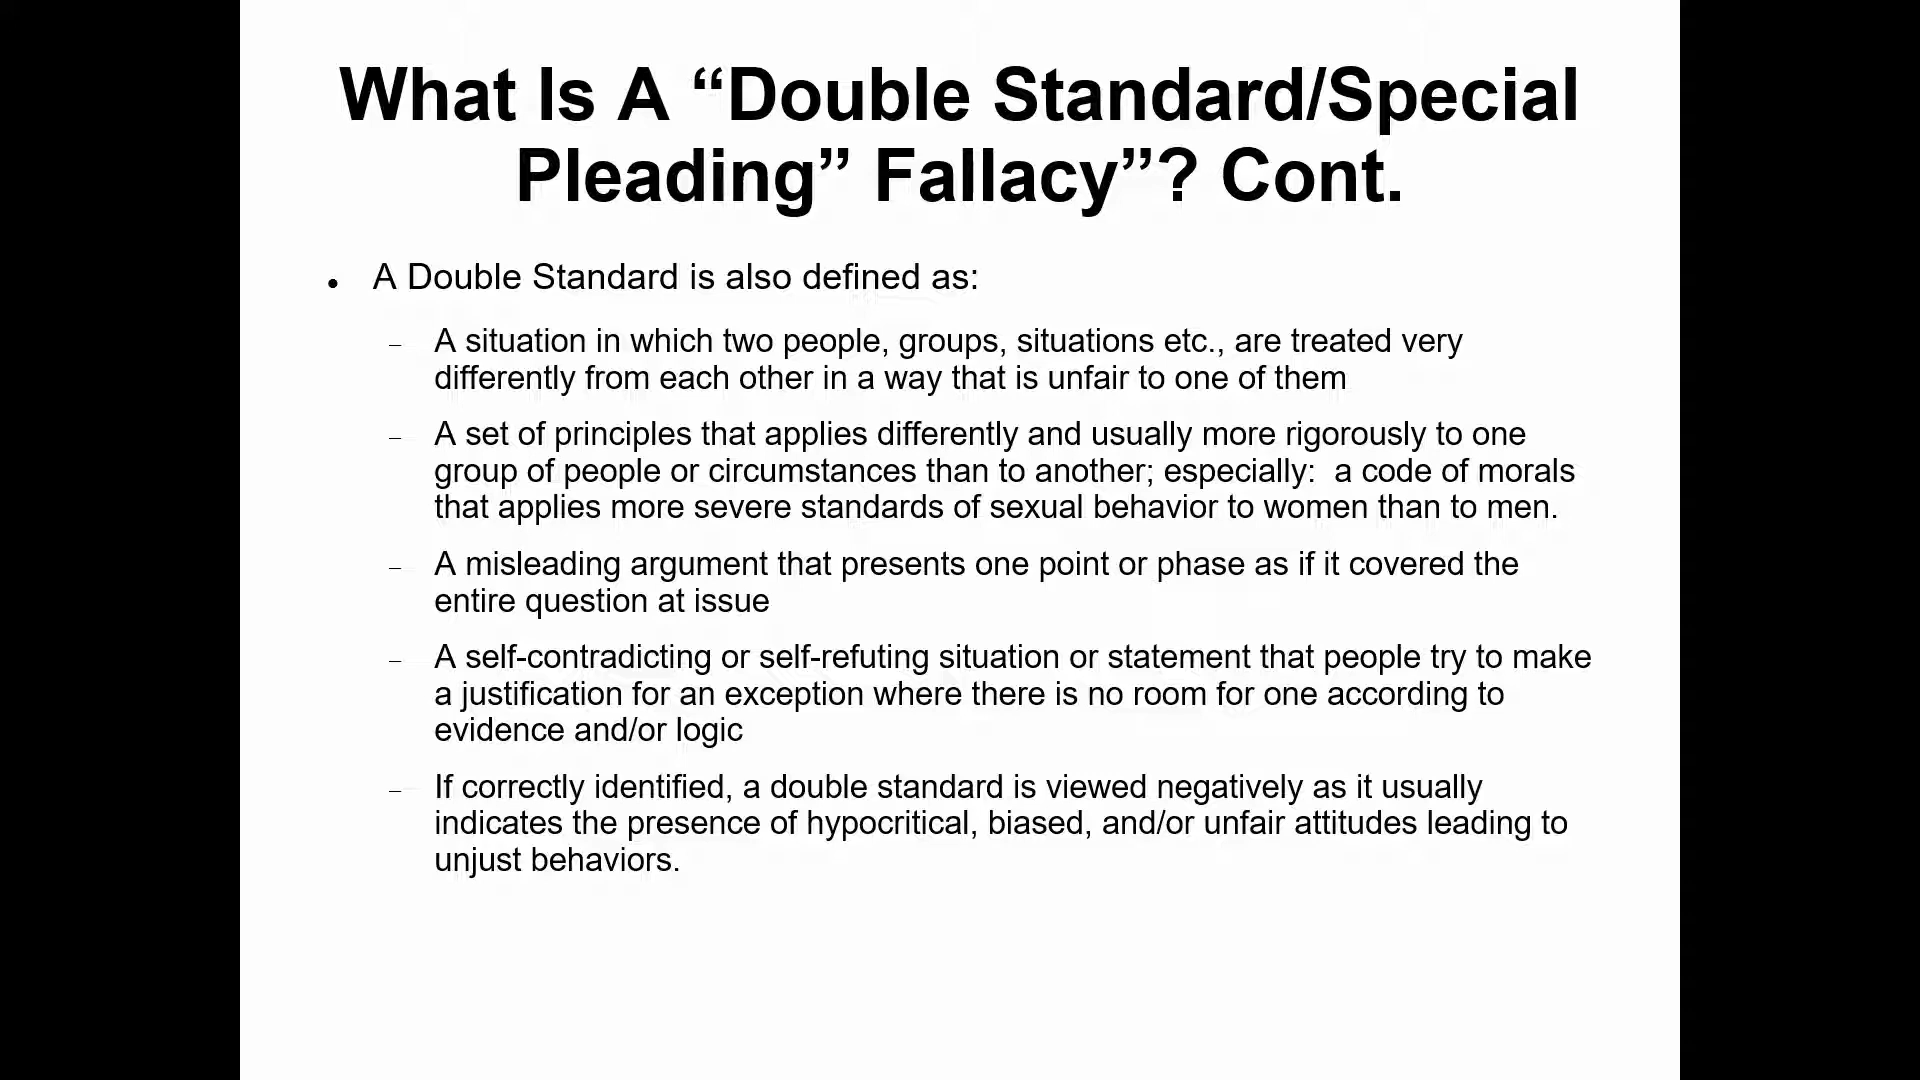 What Is A “Double Standard/Special
Pleading” Fallacy”? Cont.
● A Double Standard is also defined as:
– A situation in which two people, groups, situations etc., are treated very
differently from each other in a way that is unfair to one of them
– A set of principles that applies differently and usually more rigorously to one
group of people or circumstances than to another; especially:  a code of morals
that applies more severe standards of sexual behavior to women than to men.
– A misleading argument that presents one point or phase as if it covered the
entire question at issue
– A self-contradicting or self-refuting situation or statement that people try to make
a justification for an exception where there is no room for one according to
evidence and/or logic
– If correctly identified, a double standard is viewed negatively as it usually
indicates the presence of hypocritical, biased, and/or unfair attitudes leading to
unjust behaviors.